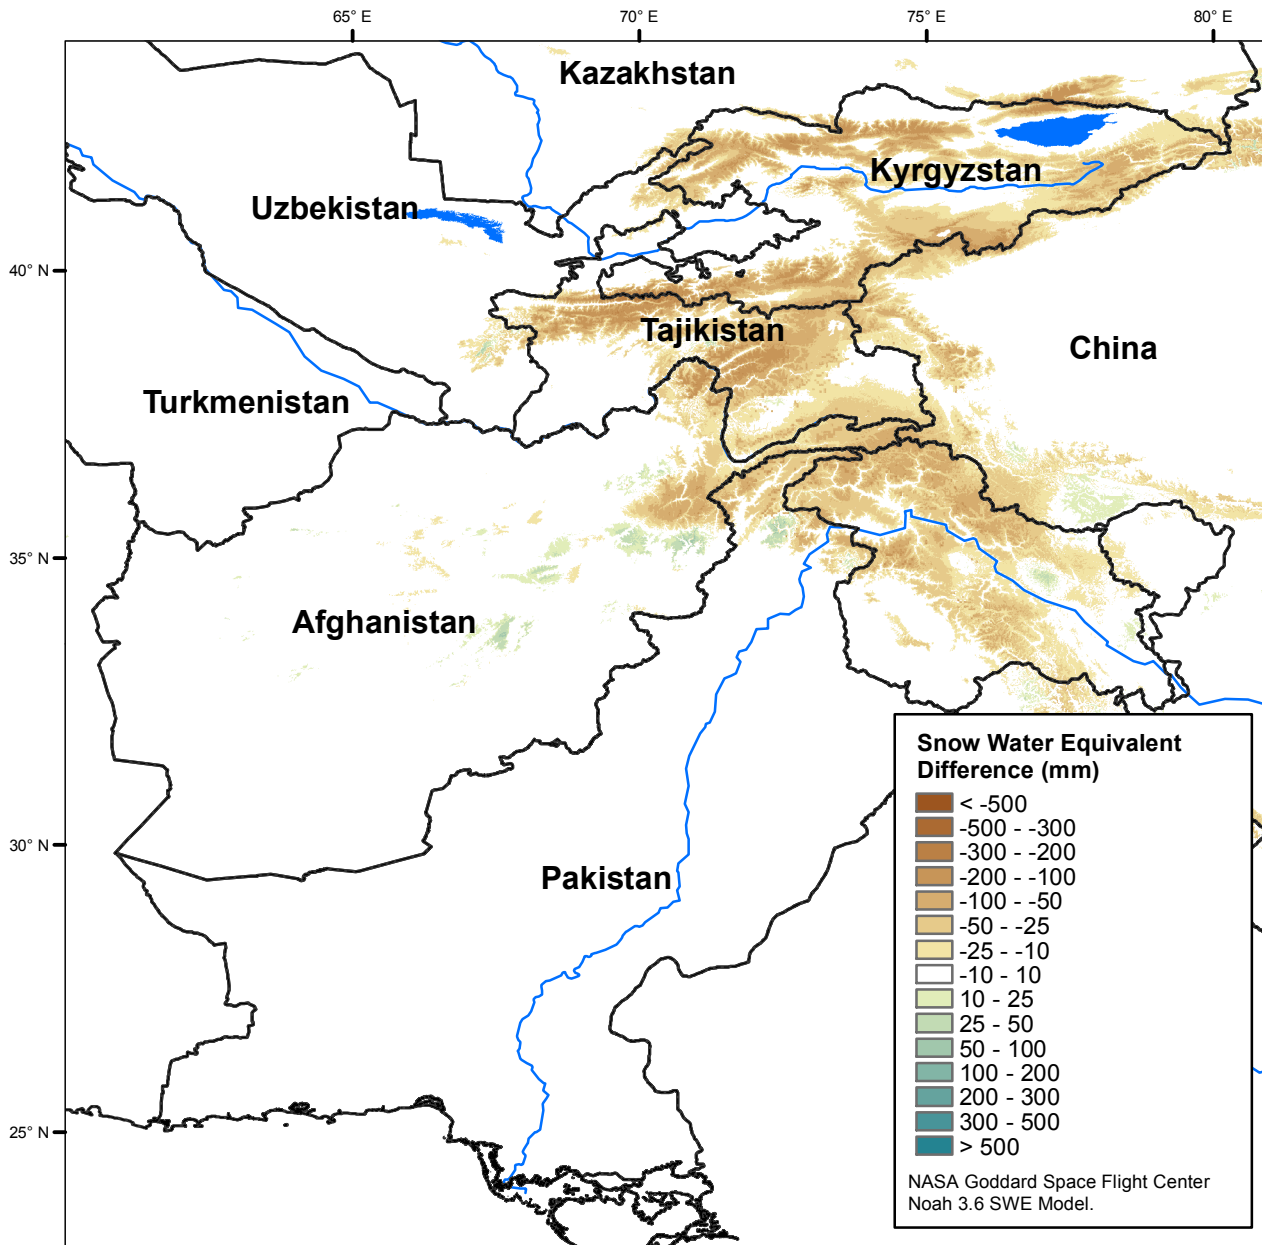 65° E
70° E
75° E
80° E
Kazakhstan
Kyrgyzstan
Uzbekistan
40° N
Tajikistan
China
Turkmenistan
35° N
Afghanistan
30° N
Pakistan
25° N
Snow Water Equivalent
Difference (mm)
< -500
-500 - -300
-300 - -200
-200 - -100
-100 - -50
-50 - -25
-25 - -10
-10 - 10
10 - 25
25 - 50
50 - 100
100 - 200
200 - 300
300 - 500
> 500
NASA Goddard Space Flight Center
Noah 3.6 SWE Model.